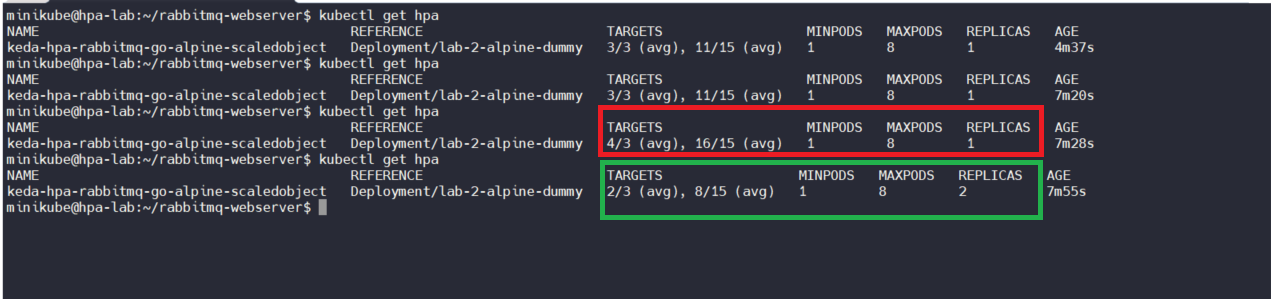 minikube@hpa-lab:~/rabbitmq-webserver$ kubectl get hpa
NAME REFERENCE TARGETS MINPODS MAXPODS REPLICAS AGE
keda-hpa-rabbitmq-go-alpine-scaledobject Deployment/lab-2-alpine-dummy 3/3 (avg), 11/15 (avg) 1 8 1 4m37s
minikube@hpa-lab:~/rabbitmq-webserver$ kubectl get hpa
NAME REFERENCE TARGETS MINPODS MAXPODS REPLICAS AGE
keda-hpa-rabbitmq-go-alpine-scaledobject Deployment/lab-2-alpine-dummy 3/3 (avg), 11/15 (avg) 1 8 1 7m20s
minikube@hpa-lab:~/rabbitmq-webserver$ kubectl get hpa
NAME REFERENCE TARGETS MINPODS MAXPODS REPLICAS AGE
keda-hpa-rabbitmq-go-alpine-scaledobject Deployment/lab-2-alpine-dummy 4/3 (avg), 16/15 (avg) 1 8 1 7m28s
minikube@hpa-lab:~/rabbitmq-webserver$ kubectl get hpa
NAME REFERENCE TARGETS MINPODS MAXPODS REPLICAS AGE
keda-hpa-rabbitmq-go-alpine-scaledobject Deployment/lab-2-alpine-dummy 2/3 (avg), 8/15 (avg) 1 8 2 7m55s
minikube@hpa-lab:~/rabbitmq-webserver$